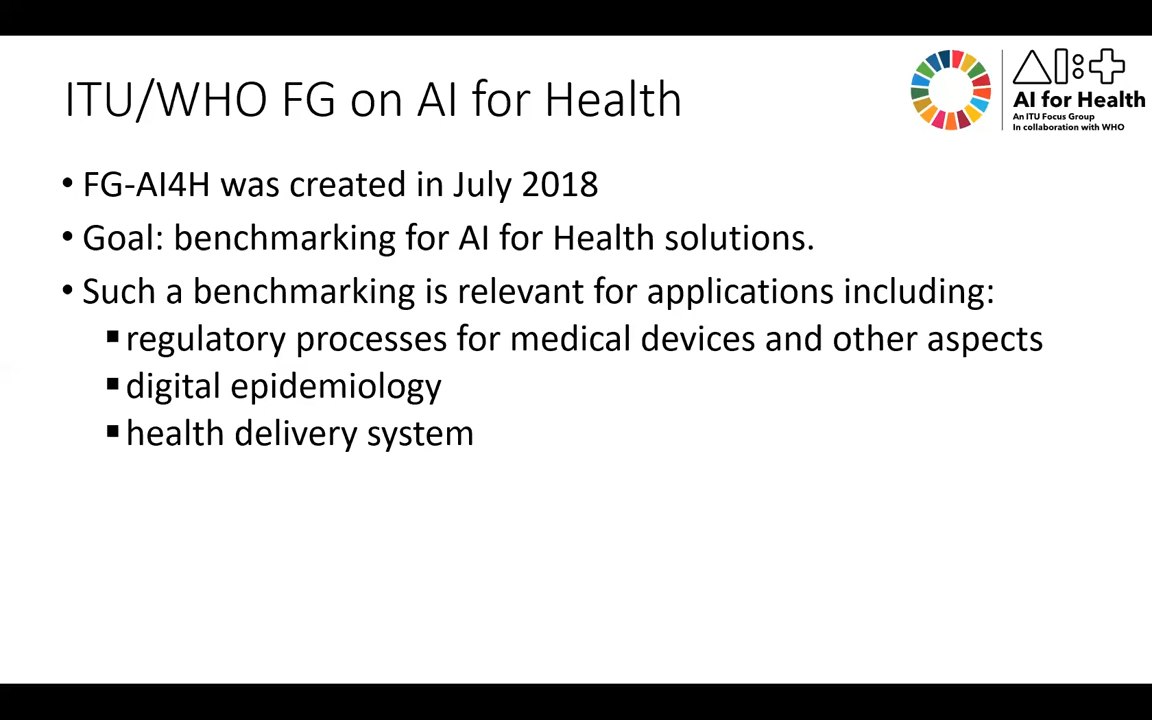 ITU/WHO FG on AI for Health
AI for Health
An ITU Focus Group
In collaboration with WHO
• FG-AI4H was created in July 2018
• Goal: benchmarking for AI for Health solutions.
• Such a benchmarking is relevant for applications including:
▪ regulatory processes for medical devices and other aspects
▪ digital epidemiology
▪ health delivery system